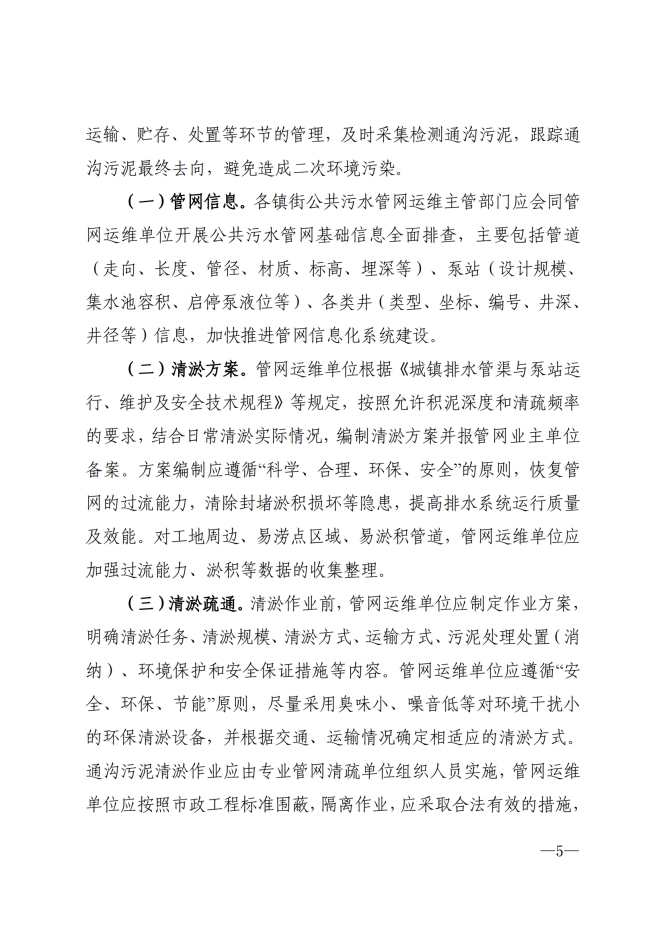 运输、贮存、处置等环节的管理，及时采集检测通沟污泥，跟踪通
沟污泥最终去向，避免造成二次环境污染。
（一）管网信息。各镇街公共污水管网运维主管部门应会同管
网运维单位开展公共污水管网基础信息全面排查，主要包括管道
（走向、长度、管径、材质、标高、埋深等）、泵站（设计规模、
集水池容积、启停泵液位等）、各类井（类型、坐标、编号、井深、
井径等）信息，加快推进管网信息化系统建设。
（二）清淤方案。管网运维单位根据《城镇排水管渠与泵站运
行、维护及安全技术规程》等规定，按照允许积泥深度和清疏频率
的要求，结合日常清淤实际情况，编制清淤方案并报管网业主单位
备案。方案编制应遵循“科学、合理、环保、安全”的原则，恢复管
网的过流能力，清除封堵淤积损坏等隐患，提高排水系统运行质量
及效能。对工地周边、易涝点区域、易淤积管道，管网运维单位应
加强过流能力、淤积等数据的收集整理。
（三）清淤疏通。清淤作业前，管网运维单位应制定作业方案，
明确清淤任务、清淤规模、清淤方式、运输方式、污泥处理处置（消
纳）、环境保护和安全保证措施等内容。管网运维单位应遵循“安
全、环保、节能”原则，尽量采用臭味小、噪音低等对环境干扰小
的环保清淤设备，并根据交通、运输情况确定相适应的清淤方式。
通沟污泥清淤作业应由专业管网清疏单位组织人员实施，管网运维
单位应按照市政工程标准围蔽，隔离作业，应采取合法有效的措施，
—5—